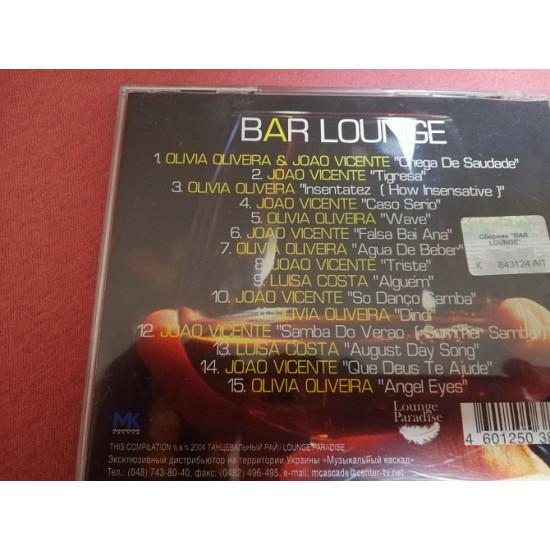 BAR LOUNGE
1. OLIVIA OLIVEIRA & JOAO VICENTE "Chega De Saudade"
2. JOAO VICENTE "Tigresa"
3. OLIVIA OLIVEIRA "Insentatez ( How Insensative )"
4. JOAO VICENTE "Caso Serio"
5. OLIVIA OLIVEIRA "Wave"
6. JOAO VICENTE "Falsa Bai Ana"
7. OLIVIA OLIVEIRA "Agua De Beber"
8. JOAO VICENTE "Triste"
9. LUISA COSTA "Alguém"
10. JOAO VICENTE "So Danço Samba"
11. OLIVIA OLIVEIRA "Dindi"
12. JOAO VICENTE "Samba Do Verao . ( Summer Samba )
13. LUISA COSTA "August Day Song"
14. JOAO VICENTE "Que Deus Te Ajude"
15. OLIVIA OLIVEIRA "Angel Eyes"
Сборник "BAR
LOUNGE"
К 843124 АП
MK
Lounge
Paradise
4 601250 39
THIS COMPILATION ℗ & © 2004 ТАНЦЕВАЛЬНЫЙ РАЙ / LOUNGE PARADISE
Эксклюзивный дистрибьютор на территории Украины «Музыкальный каскад»
Тел.: (048) 743-80-40, факс: (0482) 496-495. e-mail: mcascade@center-tv.net